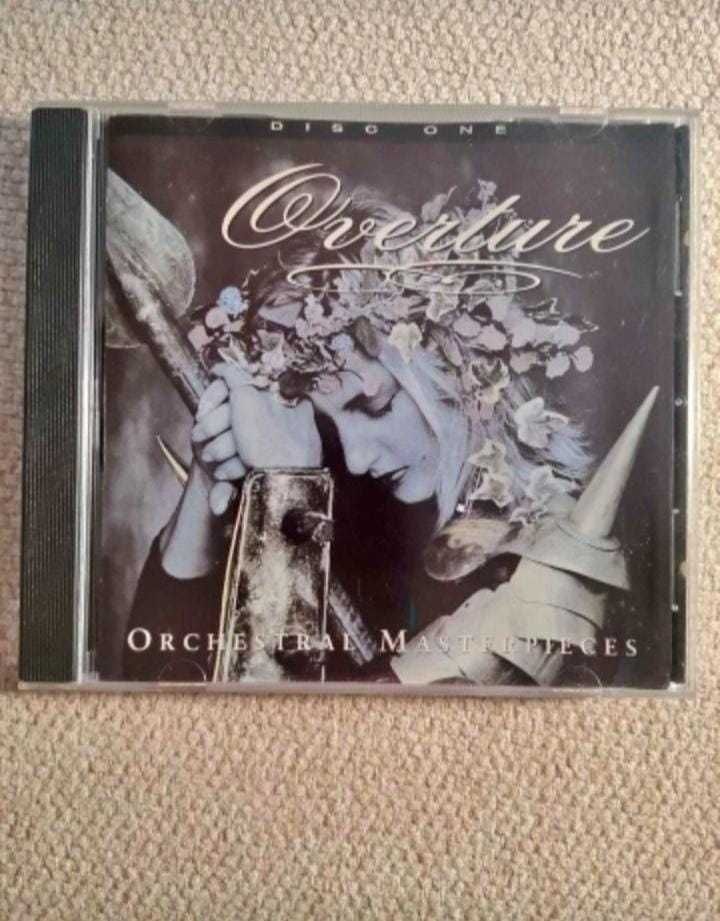 DISC ONE
Overture
ORCHESTRAL MASTERPIECES